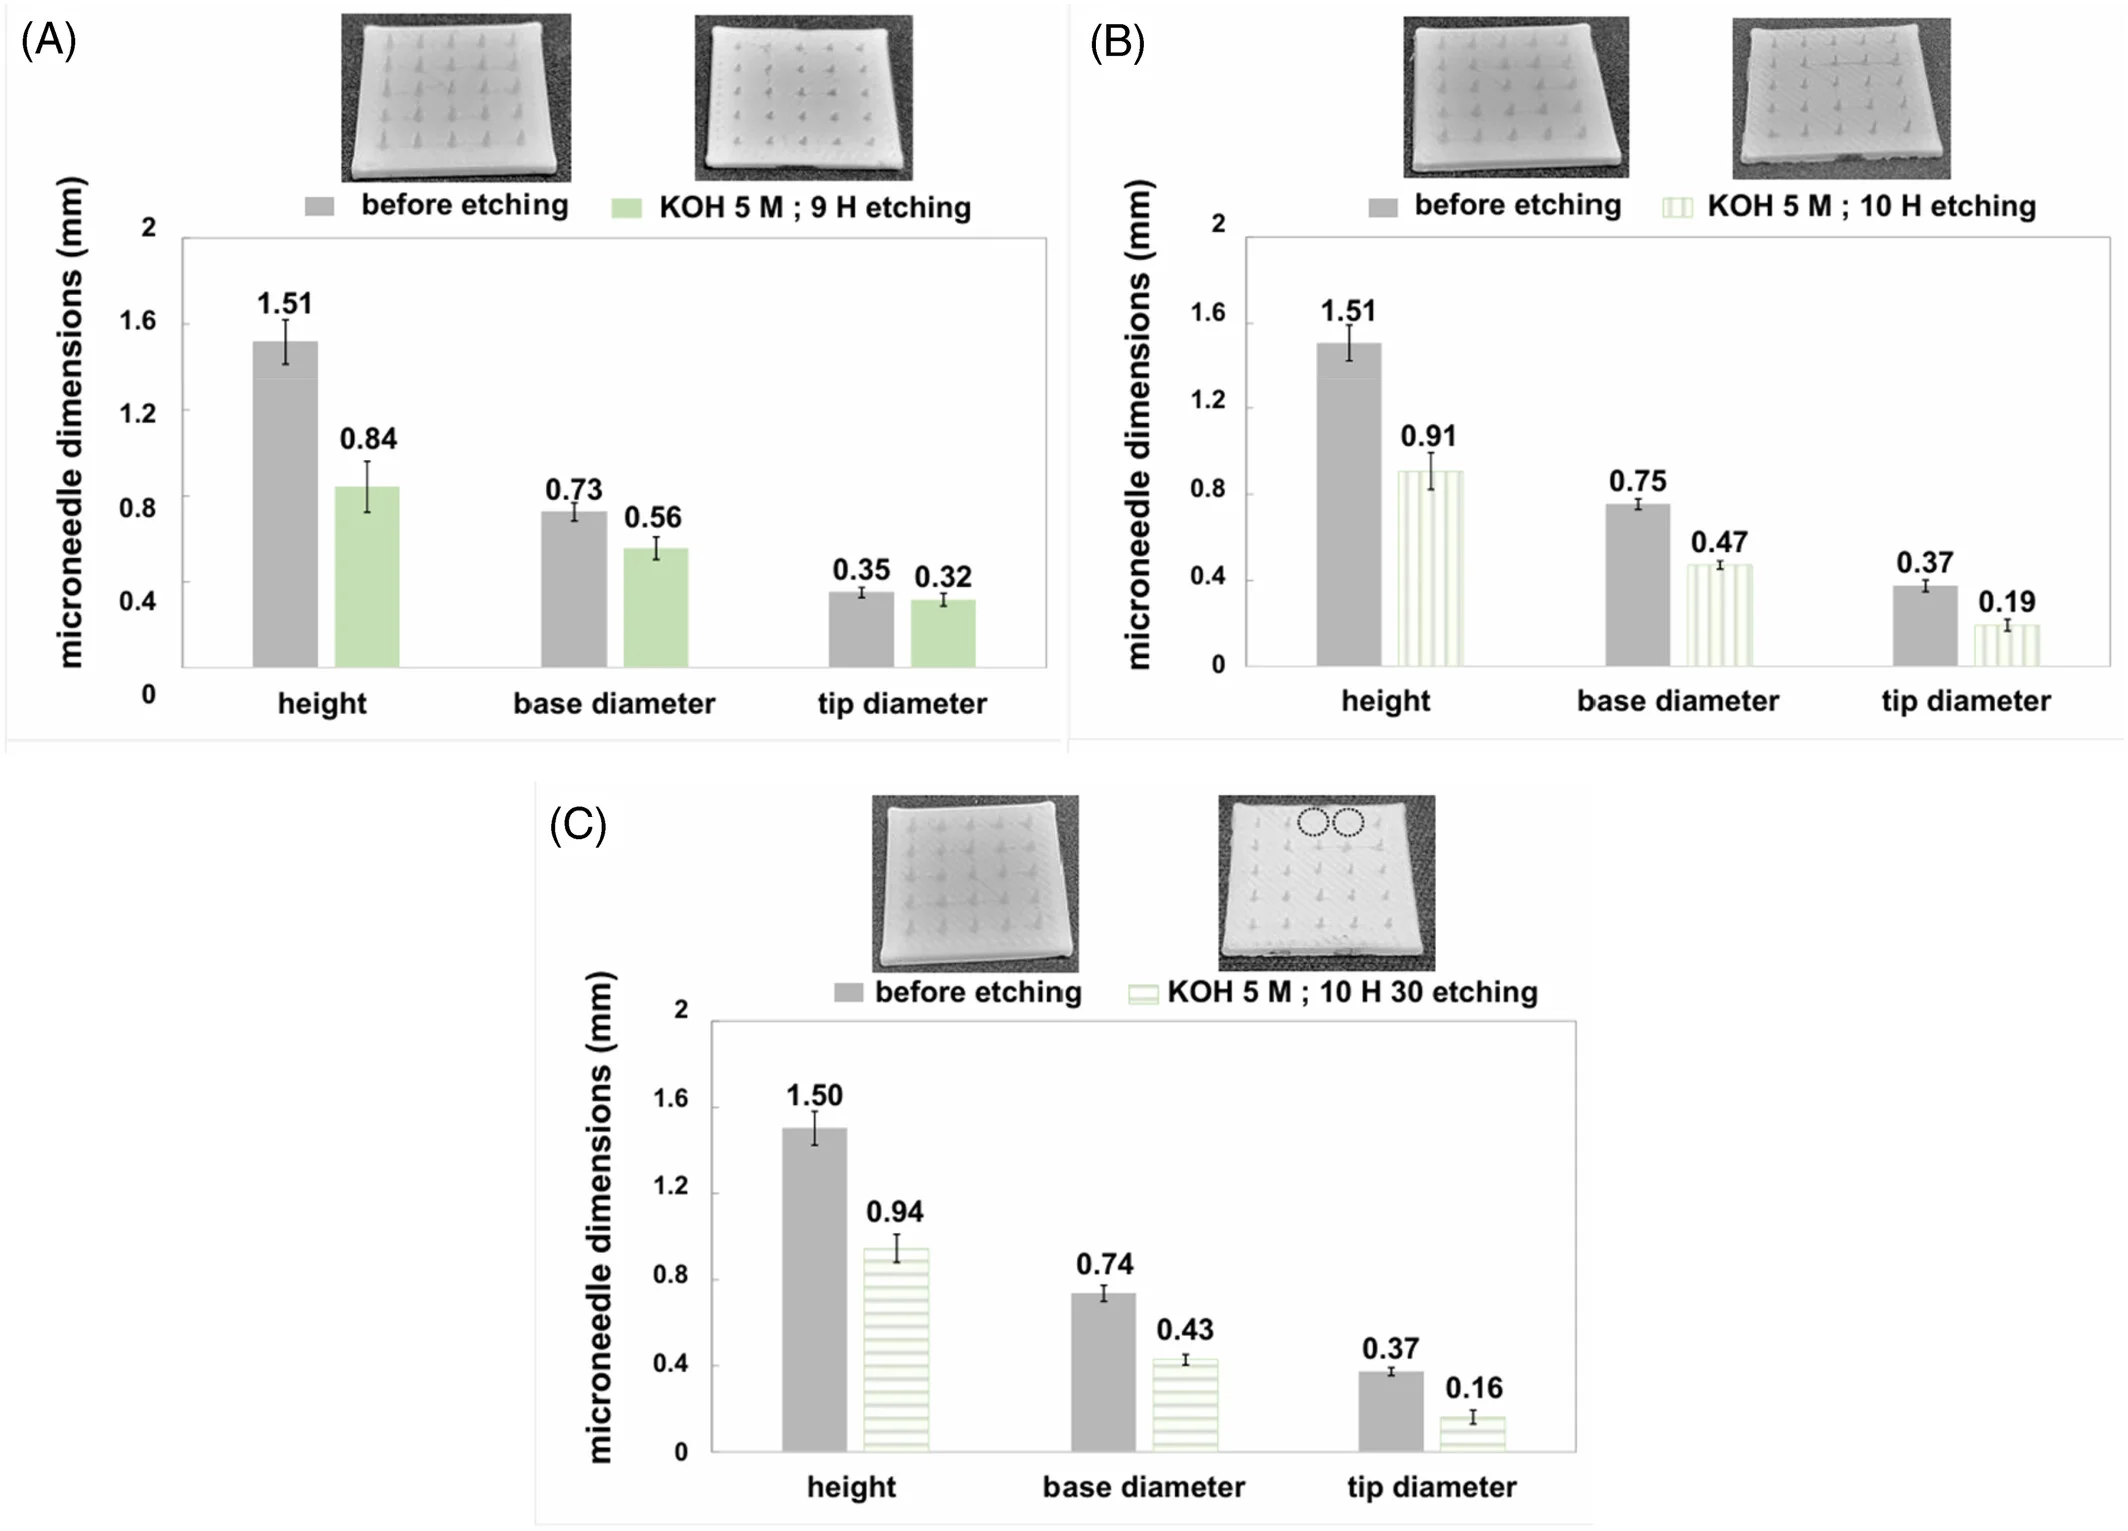 (A)
before etching
KOH 5 M ; 9 H etching
microneedle dimensions (mm)
2
1.6
1.2
0.8
0.4
0
1.51
0.84
0.73
0.56
0.35
0.32
height
base diameter
tip diameter
(B)
before etching
KOH 5 M ; 10 H etching
microneedle dimensions (mm)
2
1.6
1.2
0.8
0.4
0
1.51
0.91
0.75
0.47
0.37
0.19
height
base diameter
tip diameter
(C)
before etching
KOH 5 M ; 10 H 30 etching
microneedle dimensions (mm)
2
1.6
1.2
0.8
0.4
0
1.50
0.94
0.74
0.43
0.37
0.16
height
base diameter
tip diameter